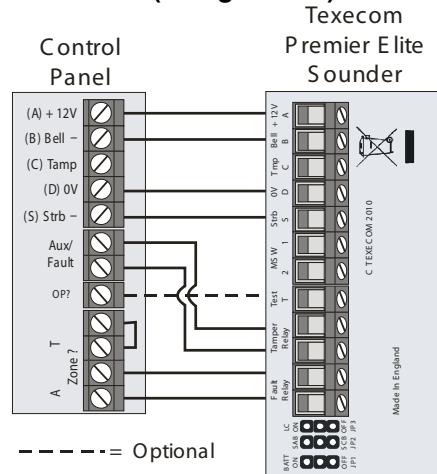 Texecom
Premier Elite
Sounder
Control
Panel
(A) + 12V
(B) Bell –
(C) Tamp
(D) 0V
(S) Strb –
Aux/
Fault
OP?
T
Zone ?
A
+ 12V A
Bell – B
Tmp C
0V D
Strb S
MSW 1
2
Test T
Tamper
Relay
Fault
Relay
C TEXECOM 2010
Made In England
LC ON OFF JP3
SAB SCB JP2
BATT ON OFF JP1
= Optional